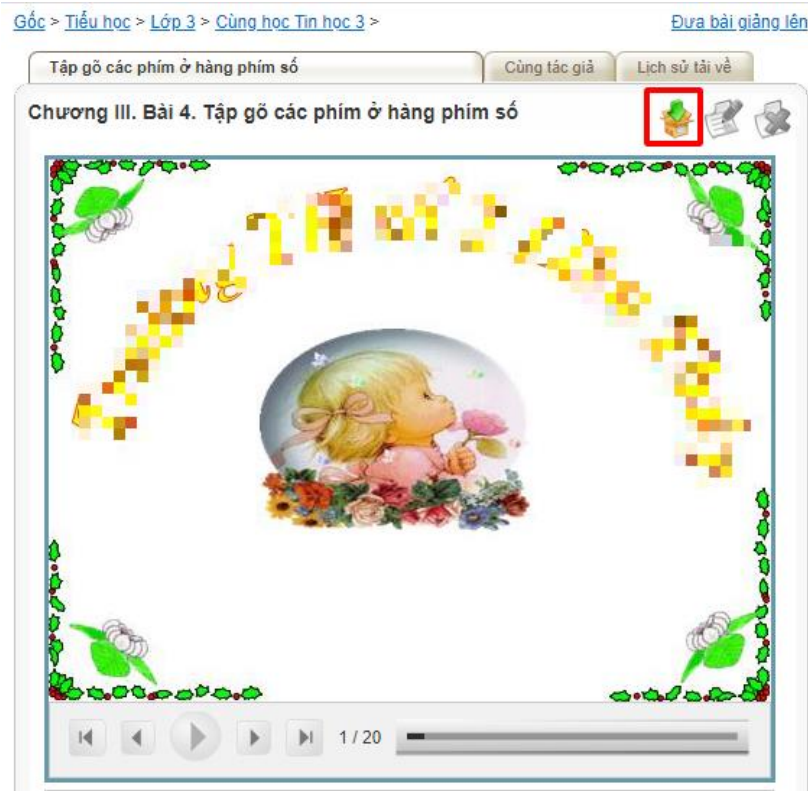 Gốc > Tiểu học > Lớp 3 > Cùng học Tin học 3 > Đưa bài giảng lên
Tập gõ các phím ở hàng phím số Cùng tác giả Lịch sử tải về
Chương III. Bài 4. Tập gõ các phím ở hàng phím số
1 / 20